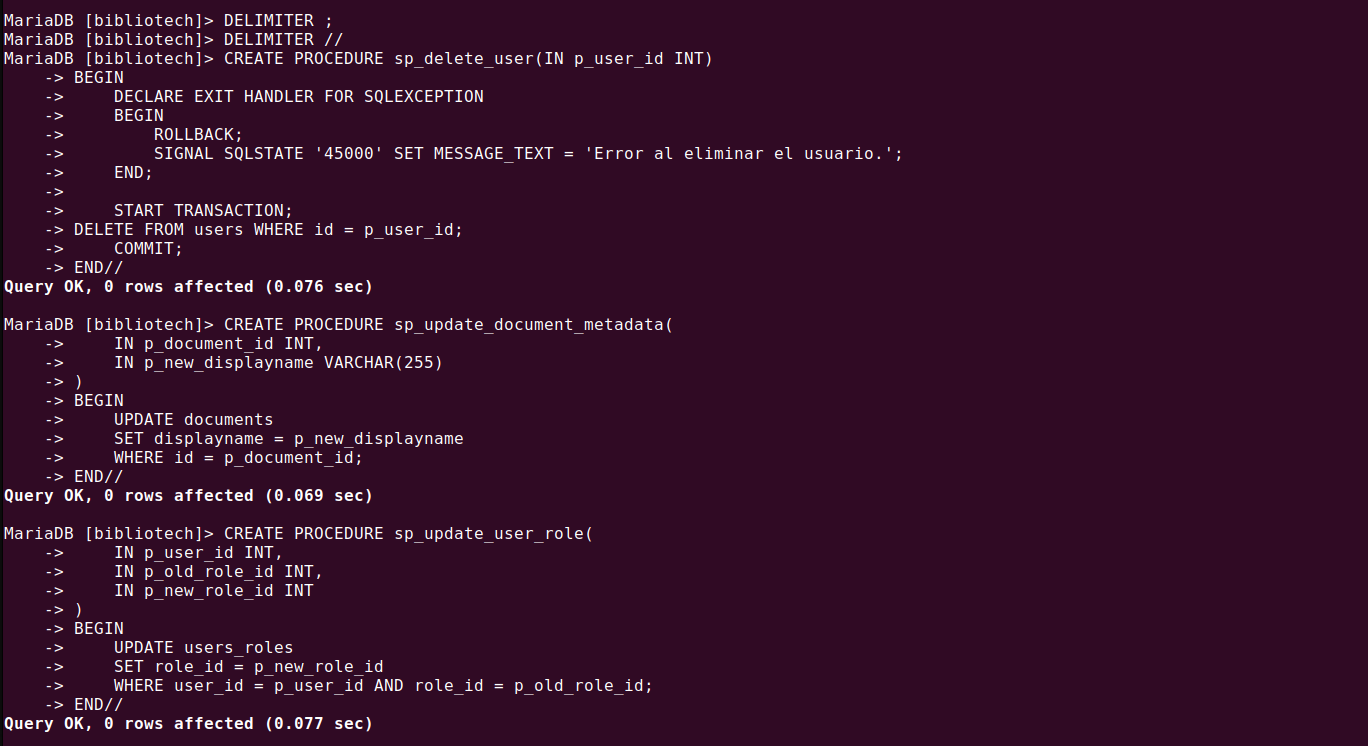 MariaDB [bibliotech]> DELIMITER ;
MariaDB [bibliotech]> DELIMITER //
MariaDB [bibliotech]> CREATE PROCEDURE sp_delete_user(IN p_user_id INT)
    -> BEGIN
    ->     DECLARE EXIT HANDLER FOR SQLEXCEPTION
    ->     BEGIN
    ->         ROLLBACK;
    ->         SIGNAL SQLSTATE '45000' SET MESSAGE_TEXT = 'Error al eliminar el usuario.';
    ->     END;
    ->
    ->     START TRANSACTION;
    -> DELETE FROM users WHERE id = p_user_id;
    ->     COMMIT;
    -> END//
Query OK, 0 rows affected (0.076 sec)
MariaDB [bibliotech]> CREATE PROCEDURE sp_update_document_metadata(
    ->     IN p_document_id INT,
    ->     IN p_new_displayname VARCHAR(255)
    -> )
    -> BEGIN
    ->     UPDATE documents
    ->     SET displayname = p_new_displayname
    ->     WHERE id = p_document_id;
    -> END//
Query OK, 0 rows affected (0.069 sec)
MariaDB [bibliotech]> CREATE PROCEDURE sp_update_user_role(
    ->     IN p_user_id INT,
    ->     IN p_old_role_id INT,
    ->     IN p_new_role_id INT
    -> )
    -> BEGIN
    ->     UPDATE users_roles
    ->     SET role_id = p_new_role_id
    ->     WHERE user_id = p_user_id AND role_id = p_old_role_id;
    -> END//
Query OK, 0 rows affected (0.077 sec)